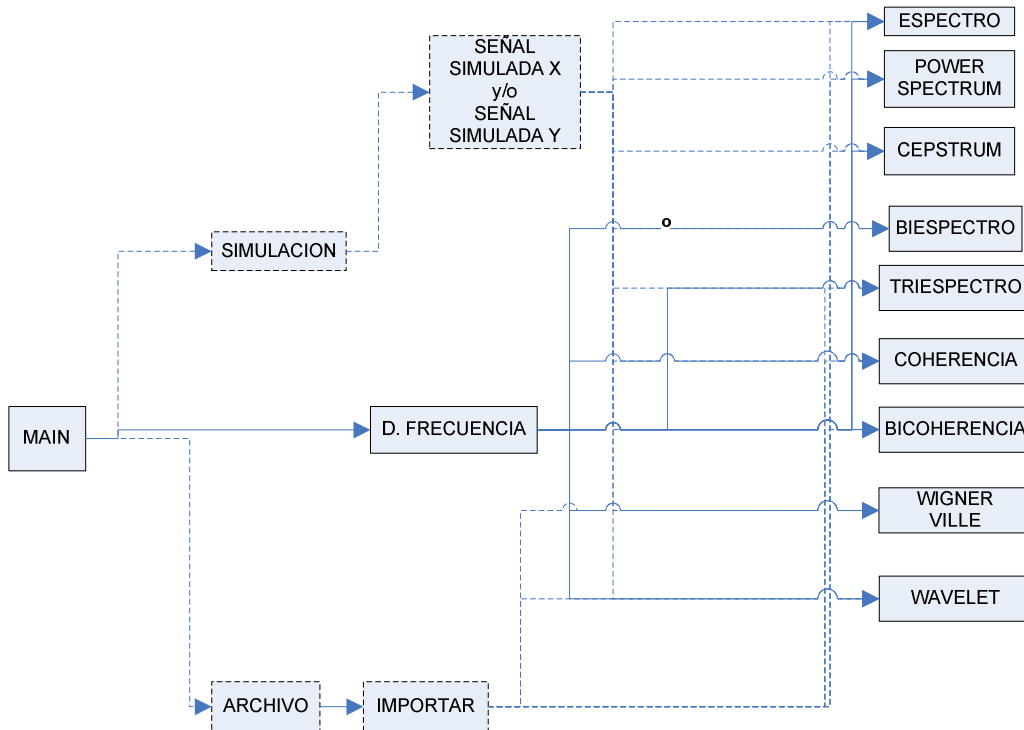 ESPECTRO
SEÑAL
SIMULADA X
y/o
SEÑAL
SIMULADA Y
POWER
SPECTRUM
CEPSTRUM
o
BIESPECTRO
SIMULACION
TRIESPECTRO
COHERENCIA
MAIN
D. FRECUENCIA
BICOHERENCIA
WIGNER
VILLE
WAVELET
ARCHIVO
IMPORTAR